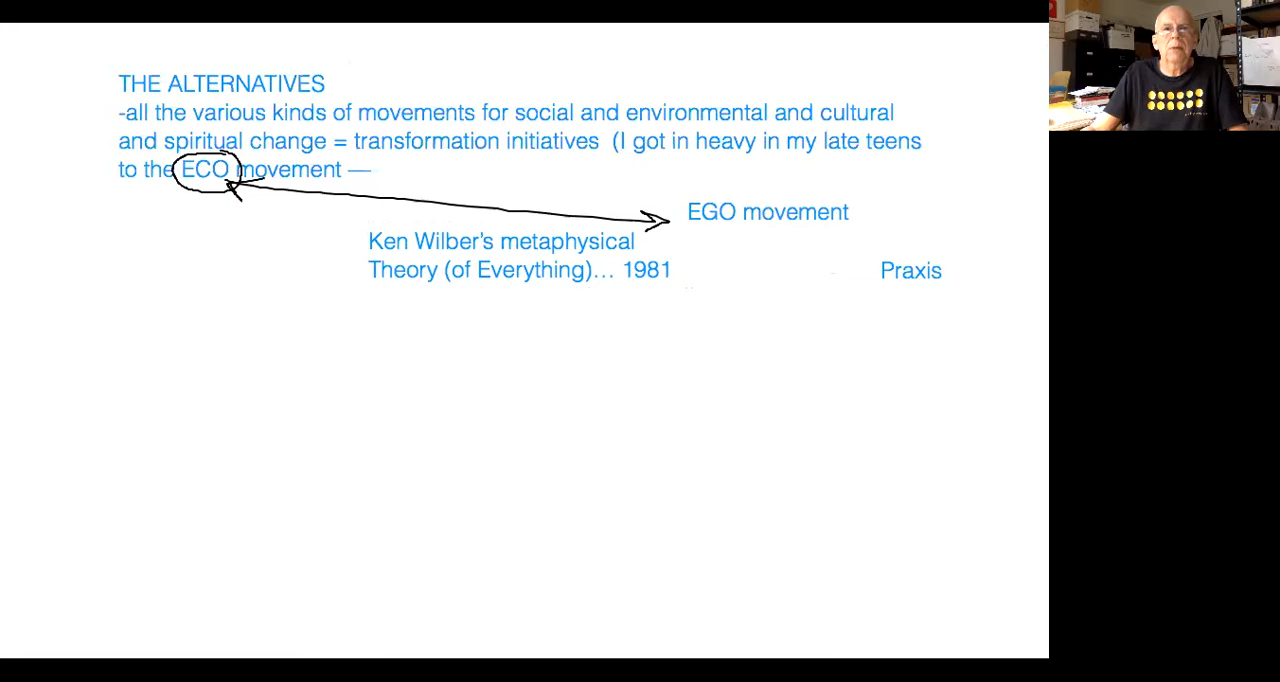 THE ALTERNATIVES
-all the various kinds of movements for social and environmental and cultural
and spiritual change = transformation initiatives (I got in heavy in my late teens
to the ECO movement —
EGO movement
Ken Wilber's metaphysical
Theory (of Everything)... 1981
Praxis